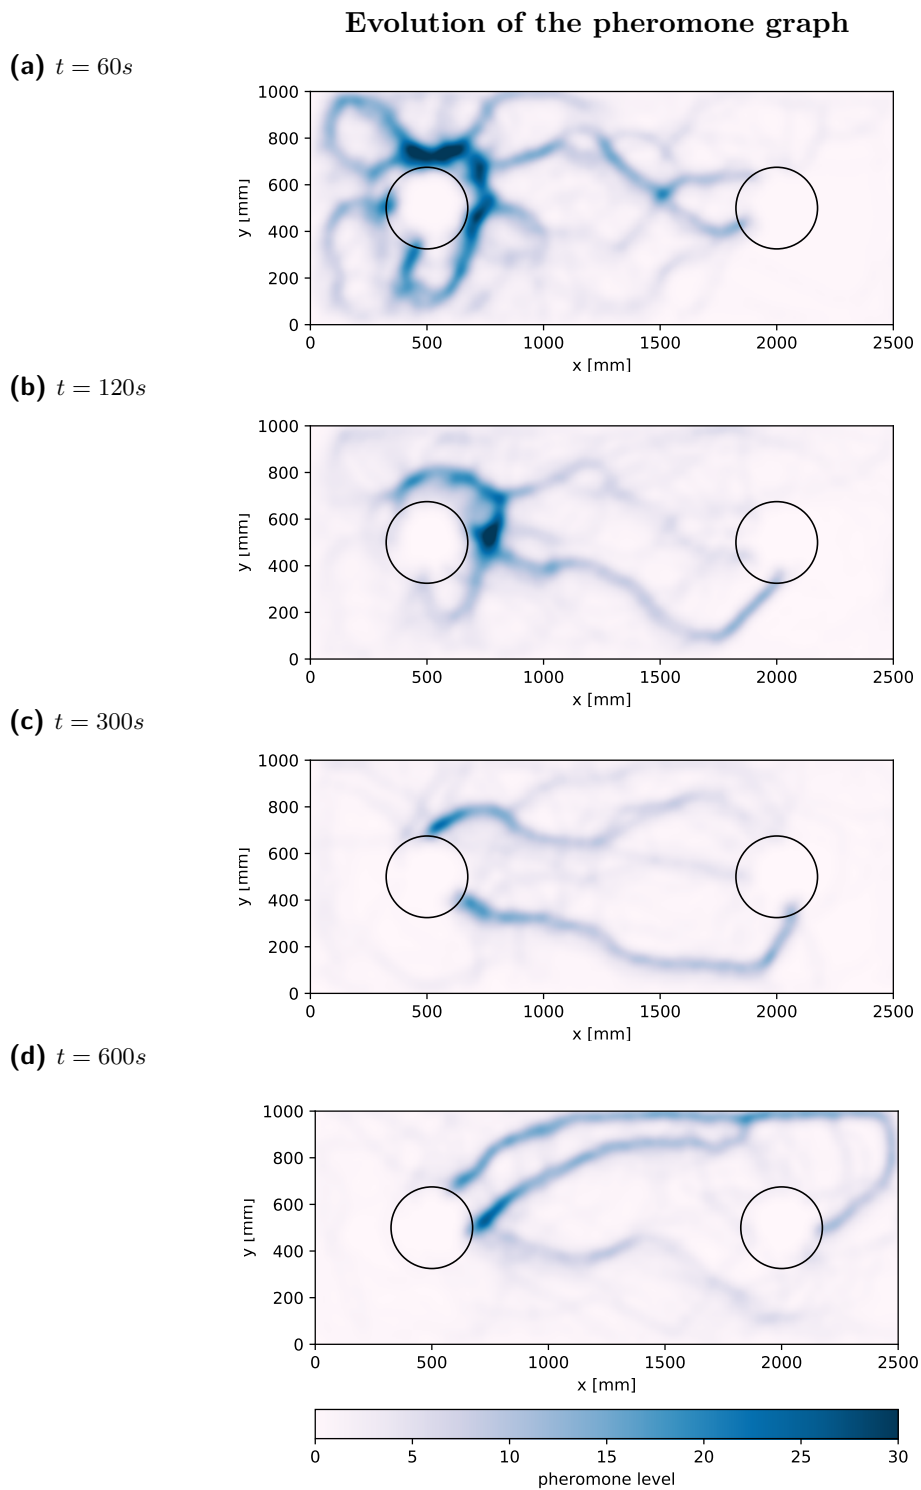 Evolution of the pheromone graph
(a) t = 60s
1000
800
600
400
200
0
y [mm]
0 500 1000 1500 2000 2500
x [mm]
(b) t = 120s
1000
800
600
400
200
0
y [mm]
0 500 1000 1500 2000 2500
x [mm]
(c) t = 300s
1000
800
600
400
200
0
y [mm]
0 500 1000 1500 2000 2500
x [mm]
(d) t = 600s
1000
800
600
400
200
0
y [mm]
0 500 1000 1500 2000 2500
x [mm]
0 5 10 15 20 25 30
pheromone level